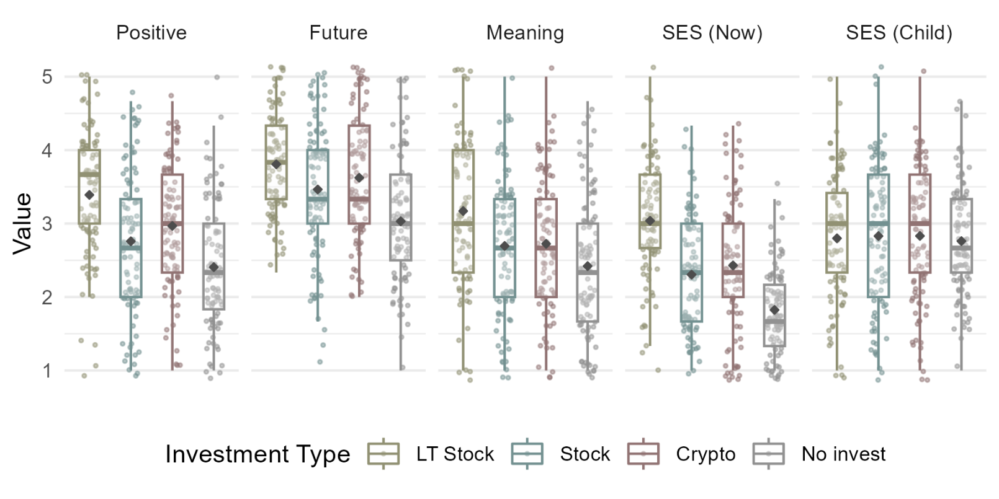 Positive Future Meaning SES (Now) SES (Child)
5
4
3
2
1
Value
Investment Type LT Stock Stock Crypto No invest